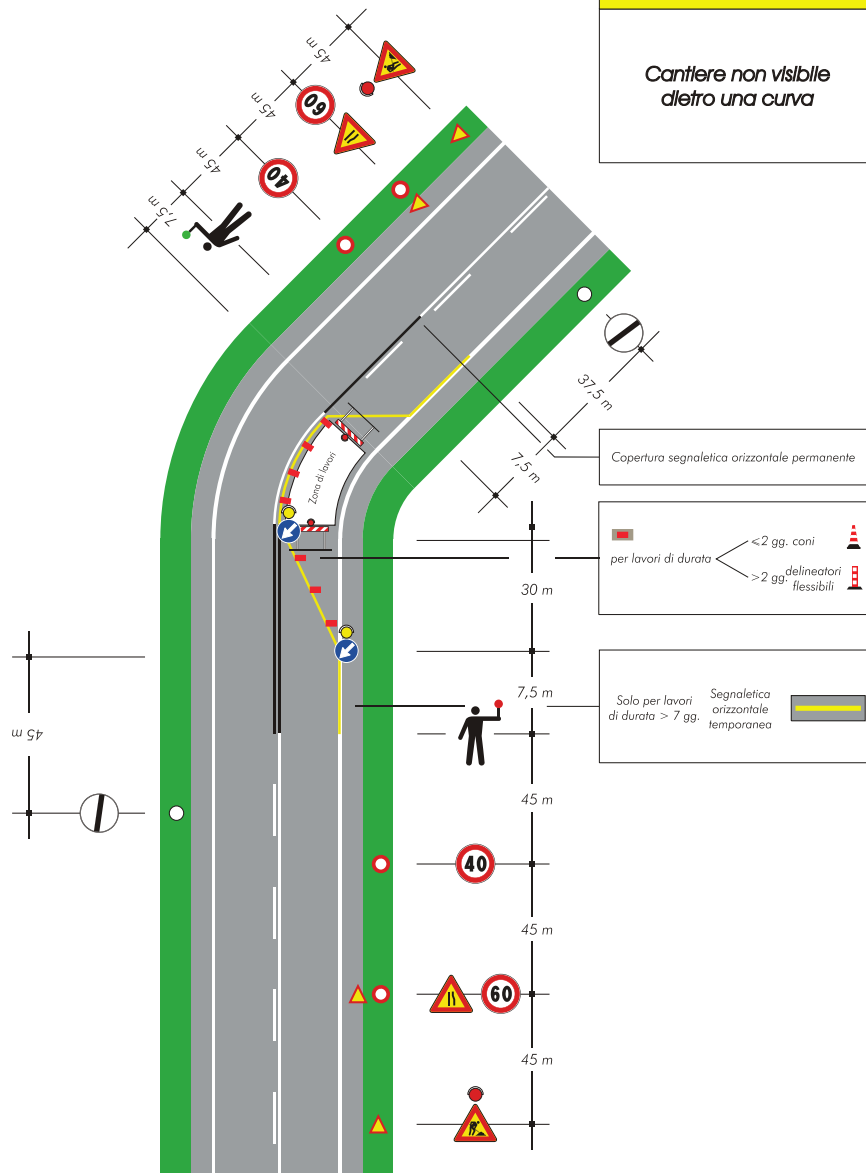 Cantiere non visibile
dietro una curva
45 m
45 m
60
45 m
40
7,5 m
37,5 m
7,5 m
Copertura segnaletica orizzontale permanente
Zona di lavori
per lavori di durata
≤2 gg. coni
>2 gg. delineatori
flessibili
30 m
7,5 m
Solo per lavori
di durata > 7 gg.
Segnaletica
orizzontale
temporanea
45 m
45 m
40
45 m
60
45 m